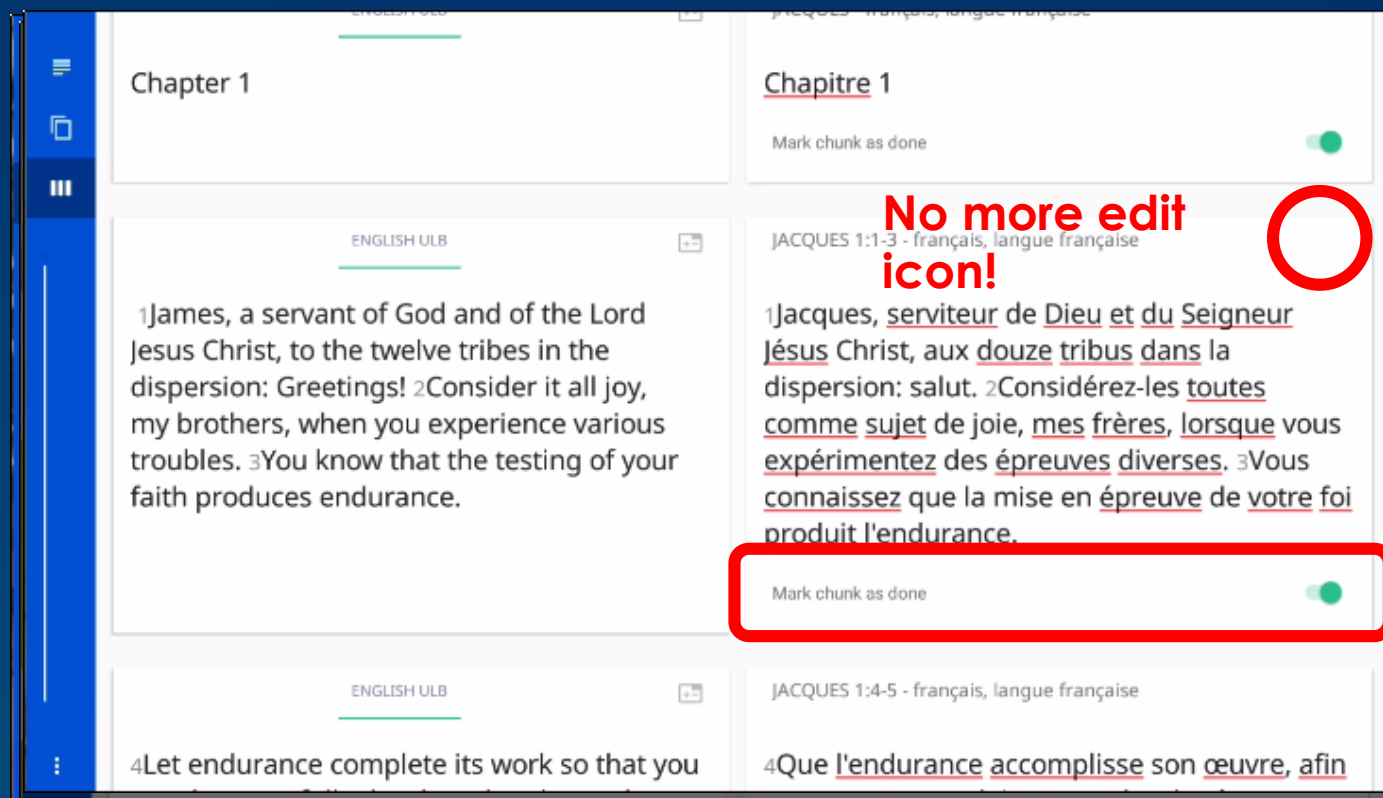 ENGLISH ULB
JACQUES - français, langue française
Chapter 1
Chapitre 1
Mark chunk as done
No more edit
icon!
ENGLISH ULB
JACQUES 1:1-3 - français, langue française
1James, a servant of God and of the Lord
Jesus Christ, to the twelve tribes in the
dispersion: Greetings! 2Consider it all joy,
my brothers, when you experience various
troubles. 3You know that the testing of your
faith produces endurance.
1Jacques, serviteur de Dieu et du Seigneur
Jésus Christ, aux douze tribus dans la
dispersion: salut. 2Considérez-les toutes
comme sujet de joie, mes frères, lorsque vous
expérimentez des épreuves diverses. 3Vous
connaissez que la mise en épreuve de votre foi
produit l'endurance.
Mark chunk as done
ENGLISH ULB
JACQUES 1:4-5 - français, langue française
4Let endurance complete its work so that you
4Que l'endurance accomplisse son œuvre, afin